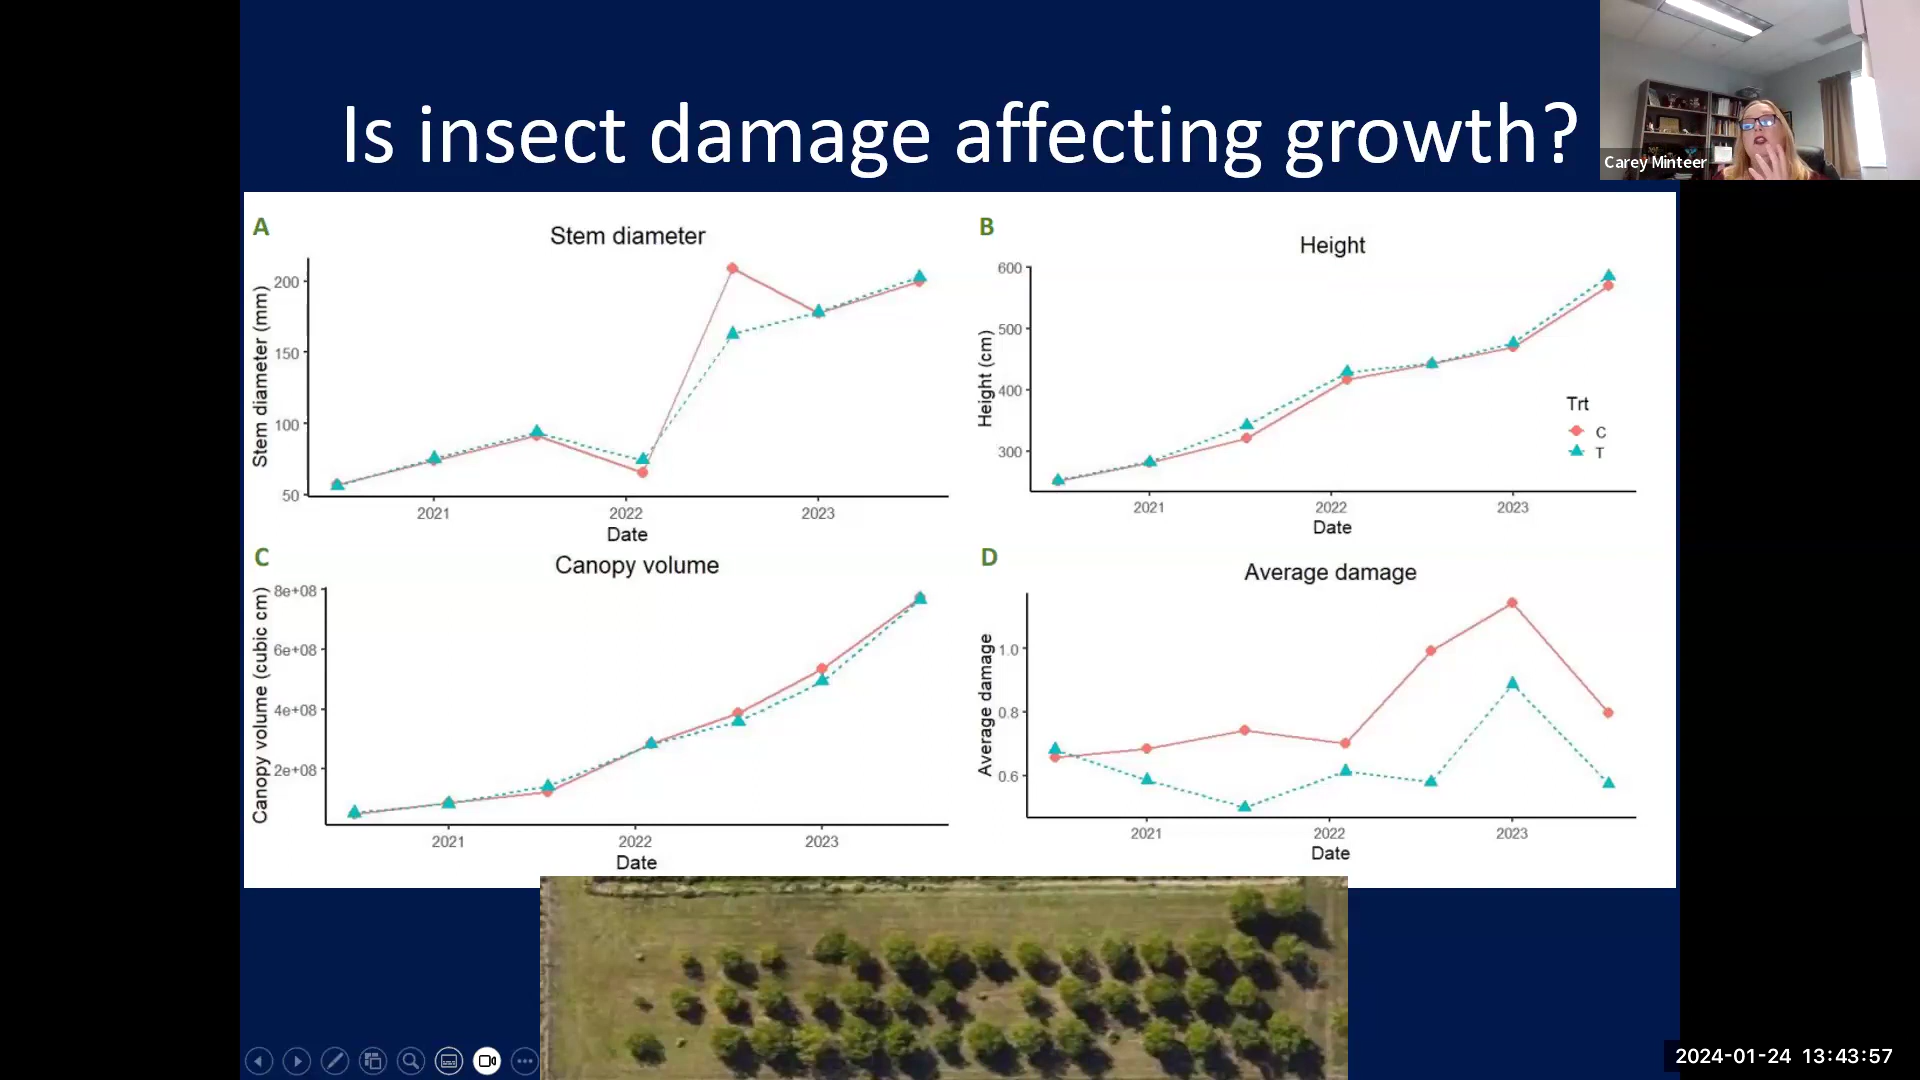 Is insect damage affecting growth?
Carey Minteer
A
Stem diameter
Stem diameter (mm)
200
150
100
50
2021
2022
2023
Date
B
Height
Height (cm)
600
500
400
300
2021
2022
2023
Date
Trt
C
T
C
Canopy volume
Canopy volume (cubic cm)
8e+08
6e+08
4e+08
2e+08
2021
2022
2023
Date
D
Average damage
Average damage
1.0
0.8
0.6
2021
2022
2023
Date
2024-01-24 13:43:57